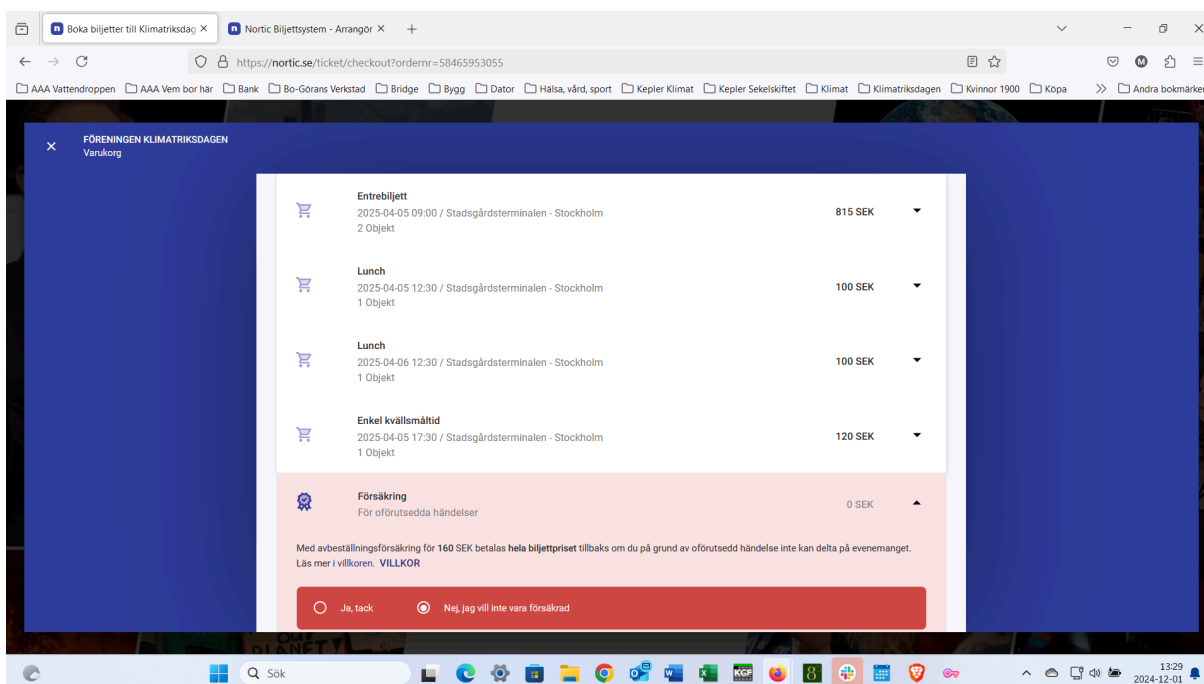 Boka biljetter till Klimatriksdag
Nortic Biljettsystem - Arrangör
https://nortic.se/ticket/checkout?ordernr=58465953055
AAA Vattendroppen AAA Vem bor här Bank Bo-Görans Verkstad Bridge Bygg Dator Hälsa, vård, sport Kepler Klimat Kepler Sekelskiftet Klimat Klimatriksdagen Kvinnor 1900 Köpa Andra bokmärken
FÖRENINGEN KLIMATRIKSDAGEN
Varukorg
Entrebiljett
2025-04-05 09:00 / Stadsgårdsterminalen - Stockholm 815 SEK
2 Objekt
Lunch
2025-04-05 12:30 / Stadsgårdsterminalen - Stockholm 100 SEK
1 Objekt
Lunch
2025-04-06 12:30 / Stadsgårdsterminalen - Stockholm 100 SEK
1 Objekt
Enkel kvällsmåltid
2025-04-05 17:30 / Stadsgårdsterminalen - Stockholm 120 SEK
1 Objekt
Försäkring
För oförutsedda händelser 0 SEK
Med avbeställningsförsäkring för 160 SEK betalas hela biljettpriset tillbaks om du på grund av oförutsedd händelse inte kan delta på evenemanget.
Läs mer i villkoren. VILLKOR
Ja, tack Nej, jag vill inte vara försäkrad
PLANET
Sök
KGF
8
13:29
2024-12-01